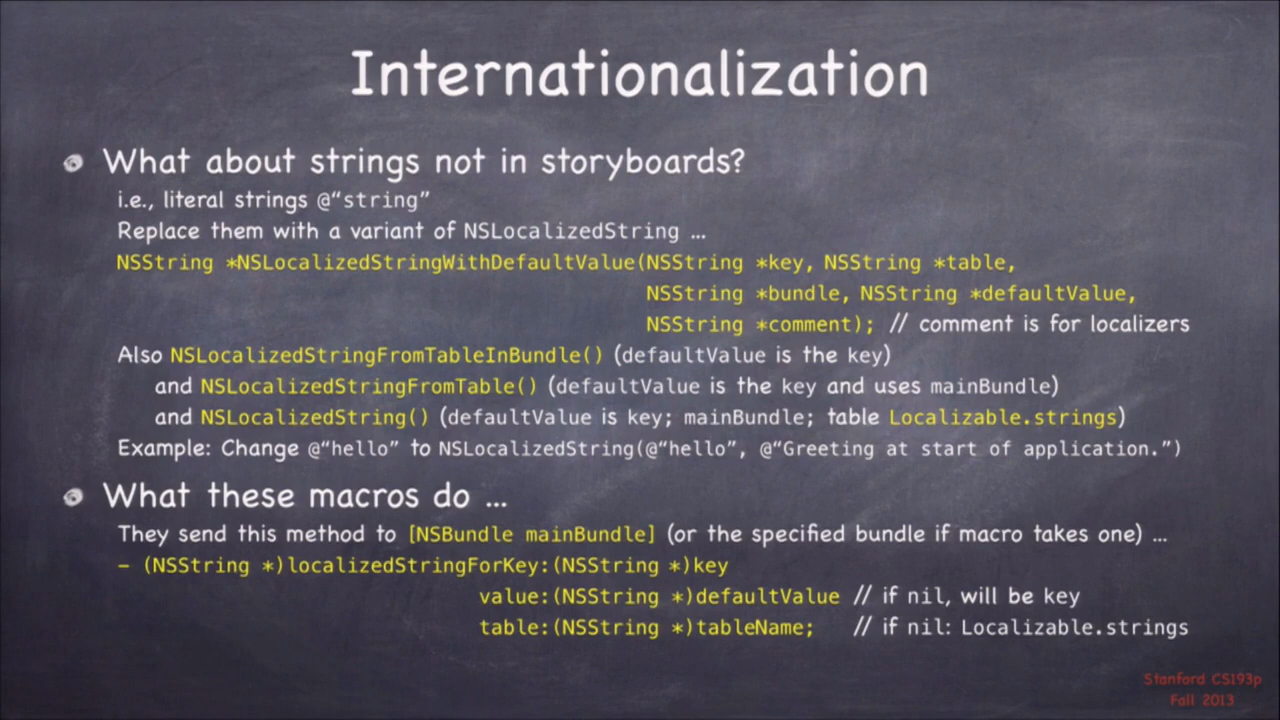 Internationalization
What about strings not in storyboards?
i.e., literal strings @“string”
Replace them with a variant of NSLocalizedString ...
NSString *NSLocalizedStringWithDefaultValue(NSString *key, NSString *table,
NSString *bundle, NSString *defaultValue,
NSString *comment); // comment is for localizers
Also NSLocalizedStringFromTableInBundle() (defaultValue is the key)
and NSLocalizedStringFromTable() (defaultValue is the key and uses mainBundle)
and NSLocalizedString() (defaultValue is key; mainBundle; table Localizable.strings)
Example: Change @“hello” to NSLocalizedString(@“hello”, @“Greeting at start of application.”)
What these macros do ...
They send this method to [NSBundle mainBundle] (or the specified bundle if macro takes one) ...
– (NSString *)localizedStringForKey:(NSString *)key
value:(NSString *)defaultValue // if nil, will be key
table:(NSString *)tableName; // if nil: Localizable.strings
Stanford CS193p
Fall 2013